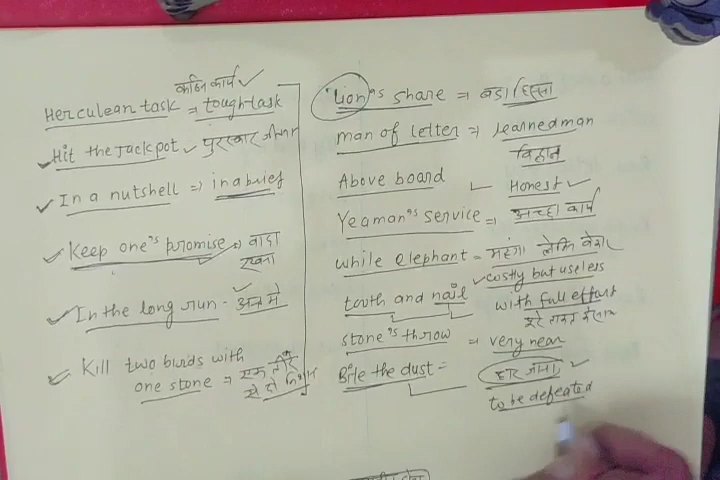 कठिन कार्य
Herculean task = tough task
Hit the Jackpot पुरस्कार जीतना
In a nutshell => in a brief
Keep one's promise => वादा
रखना
In the long run - अन्त मे
Kill two birds with
one stone => एक तीर
से दो निशान
"Lion"s share => बडा हिस्सा
man of letter => learned man
विद्वान
Above board Honest
Yeaman"s service = अच्छा कार्य
while elephant = महंगा लेकिन
costly but useless
tooth and nail with full effort
stone"s throw = very near
Bite the dust = हार जाना
to be defeated